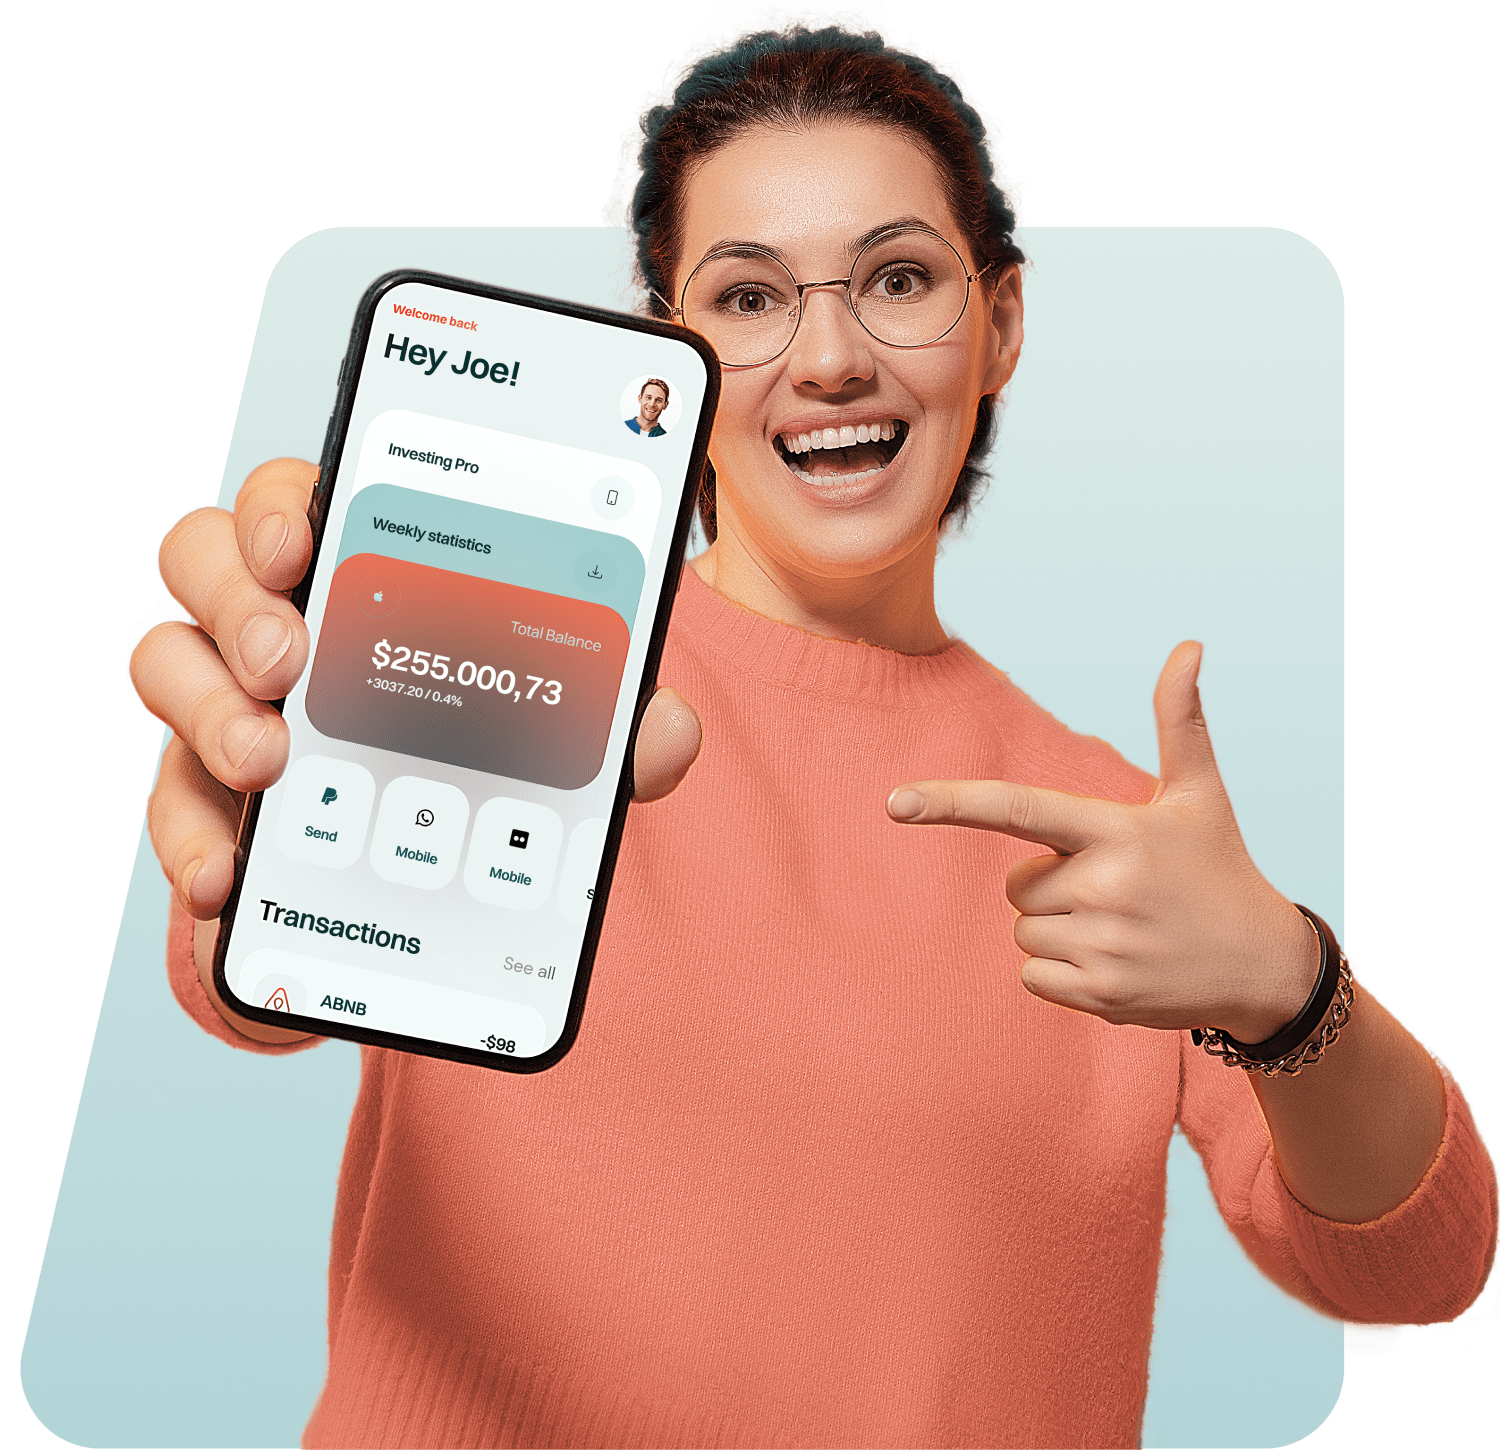 Welcome back
Hey Joe!
Investing Pro
Weekly statistics
Total Balance
$255.000,73
+3037.20 / 0.4%
Send
Mobile
Mobile
Transactions
See all
ABNB
-$98